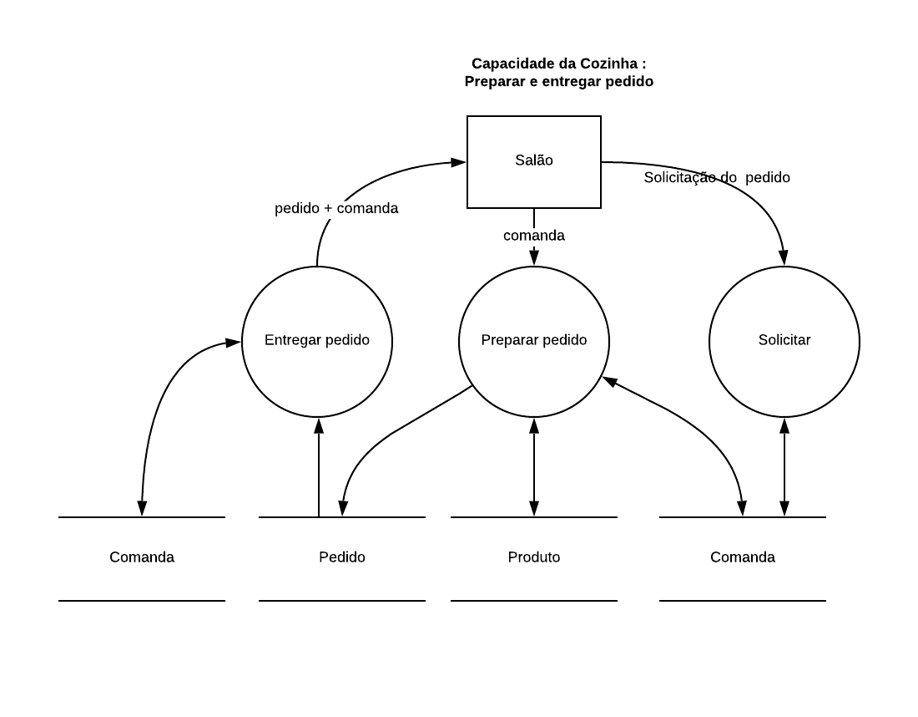 Capacidade da Cozinha :
Preparar e entregar pedido
Salão
Solicitação do  pedido
pedido + comanda
comanda
Entregar pedido
Preparar pedido
Solicitar
Comanda
Pedido
Produto
Comanda